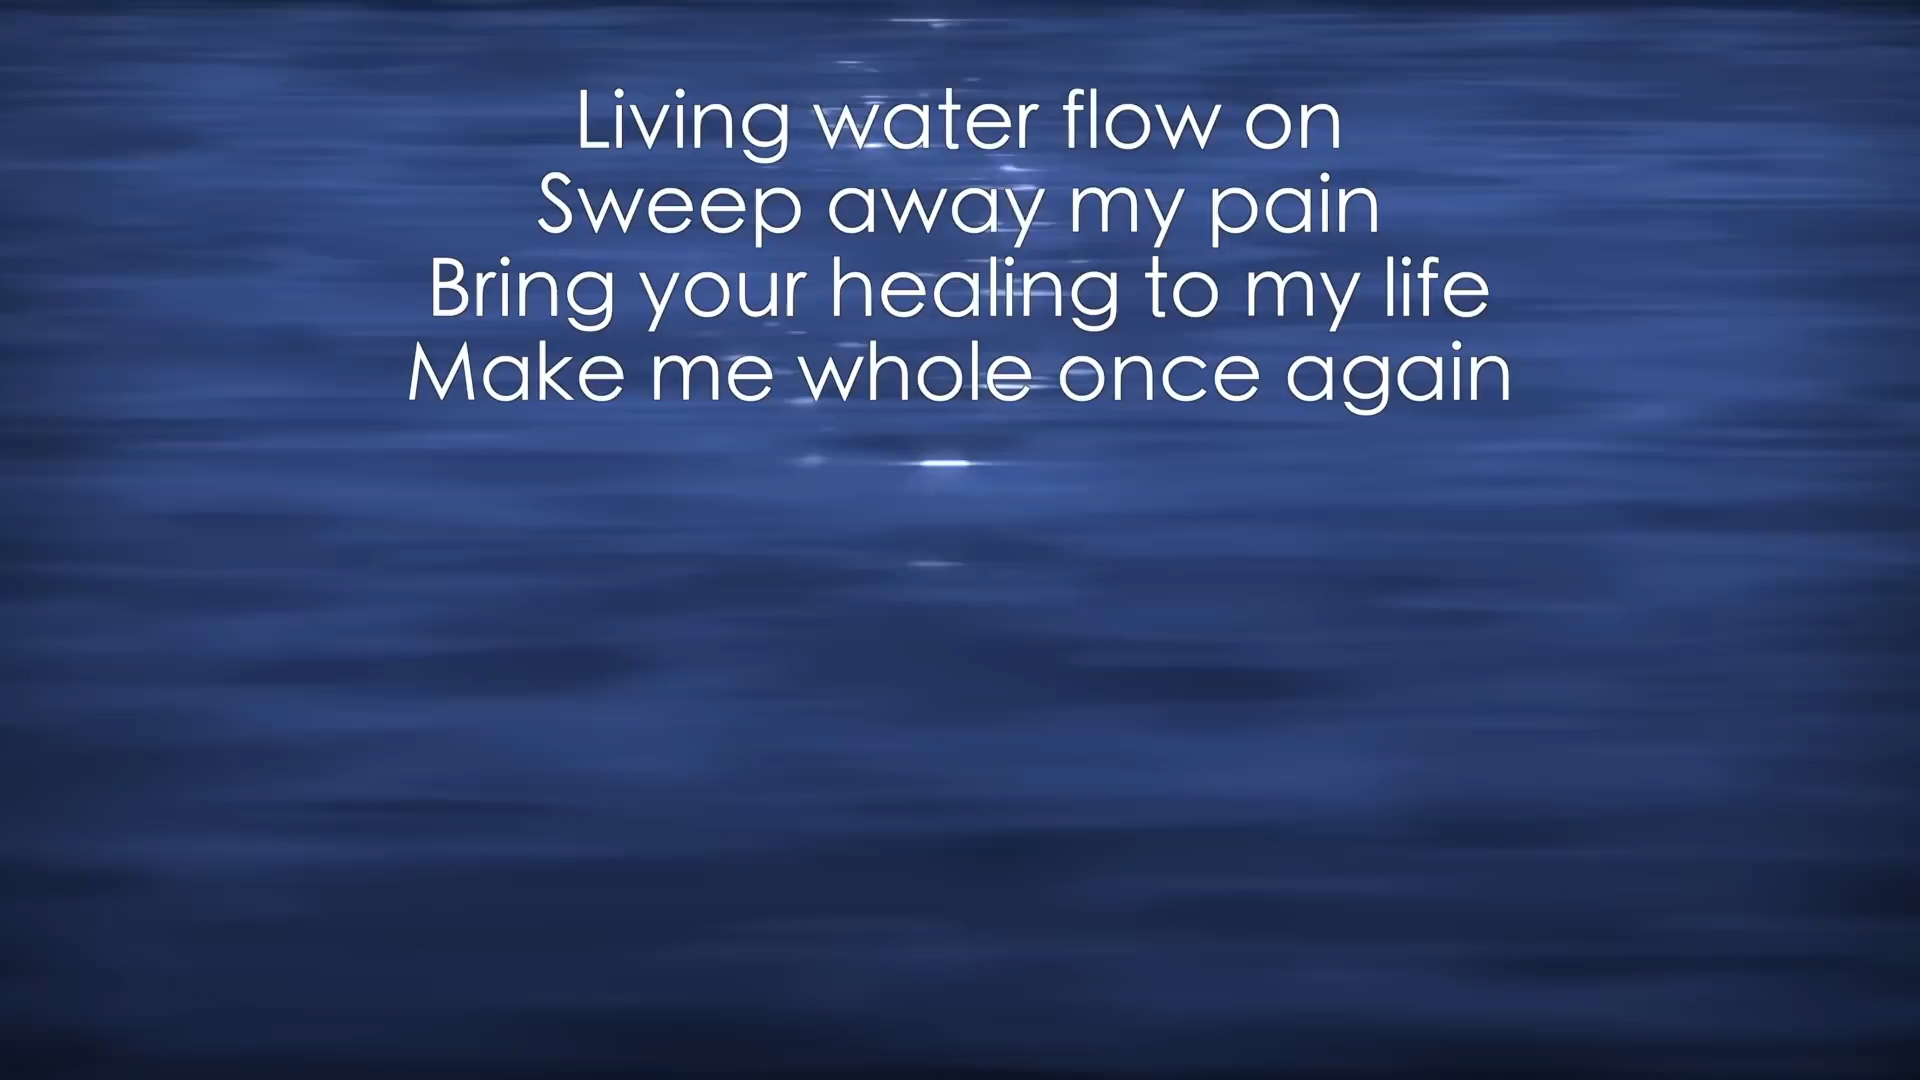 Living water flow on
Sweep away my pain
Bring your healing to my life
Make me whole once again